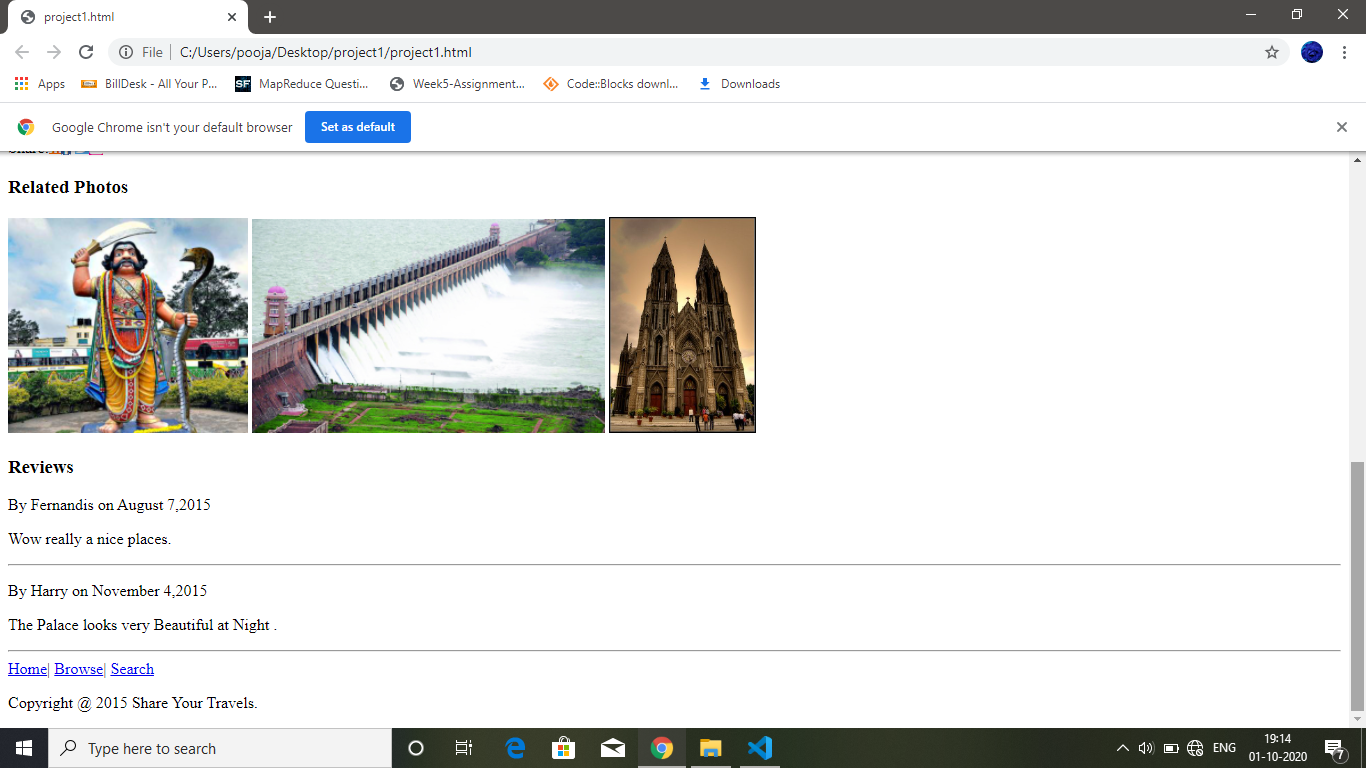 project1.html
File
C:/Users/pooja/Desktop/project1/project1.html
Apps
BillDesk - All Your P...
SF
MapReduce Questi...
Week5-Assignment...
Code::Blocks downl...
Downloads
Google Chrome isn't your default browser
Set as default
Related Photos
Reviews
By Fernandis on August 7,2015
Wow really a nice places.
By Harry on November 4,2015
The Palace looks very Beautiful at Night .
Home| Browse| Search
Copyright @ 2015 Share Your Travels.
Type here to search
ENG
19:14
01-10-2020
7